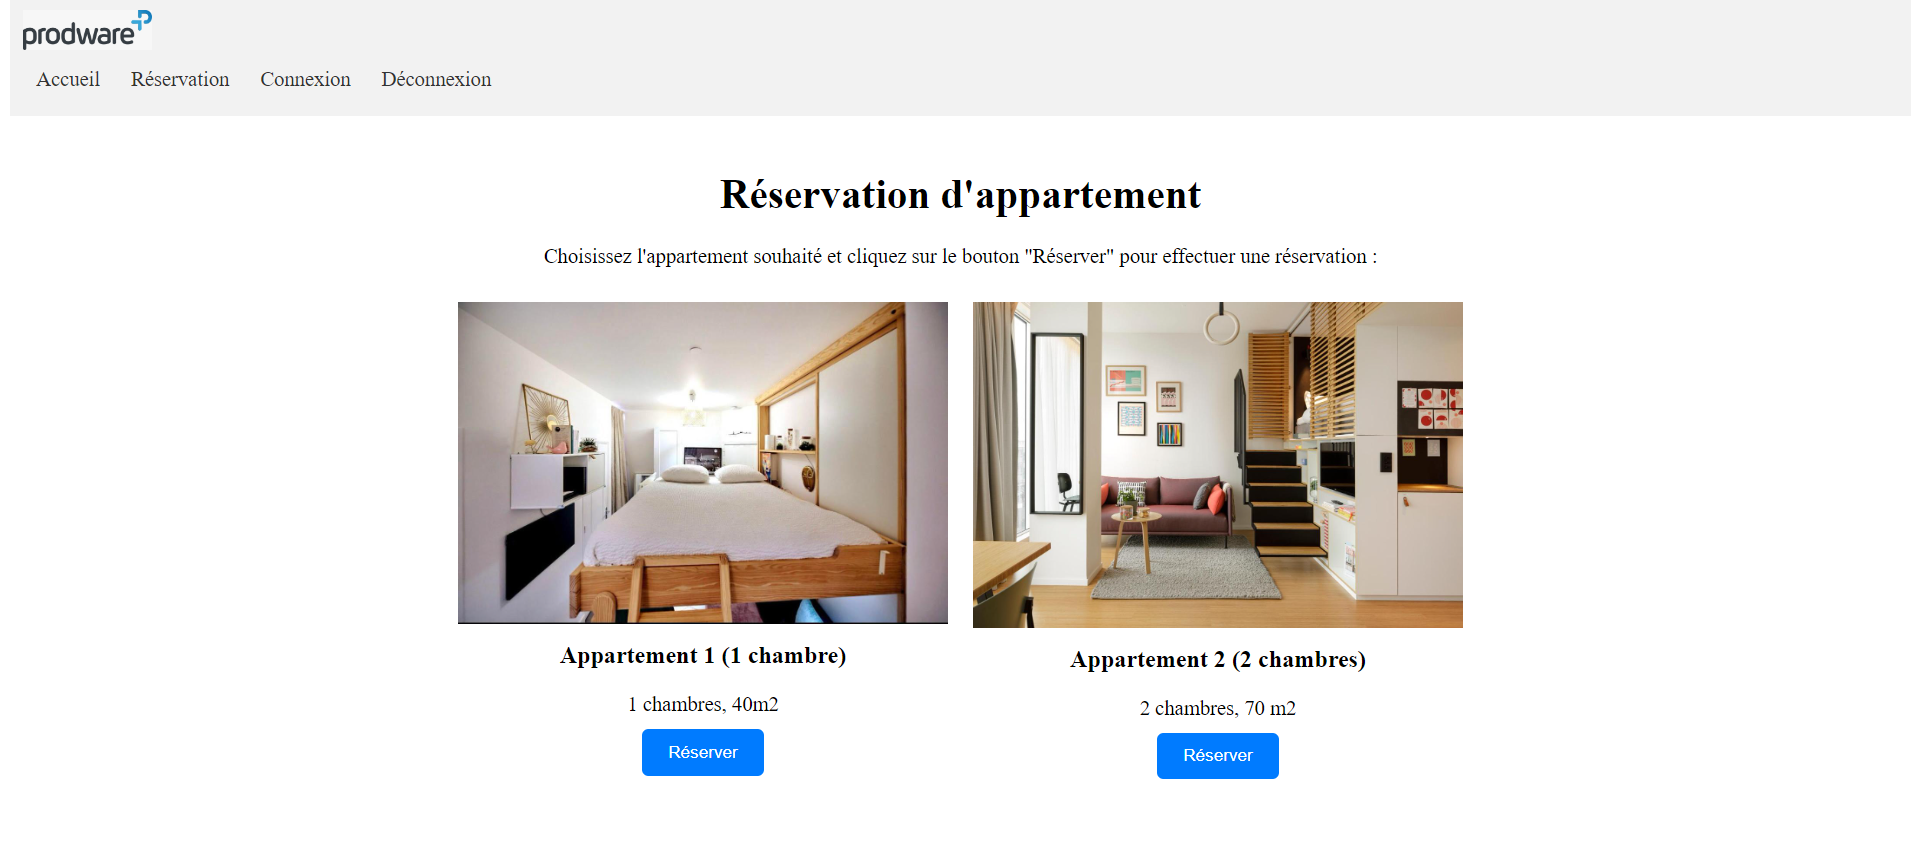 prodware
Accueil Réservation Connexion Déconnexion
Réservation d'appartement
Choisissez l'appartement souhaité et cliquez sur le bouton "Réserver" pour effectuer une réservation :
Appartement 1 (1 chambre)
1 chambres, 40m2
Réserver
Appartement 2 (2 chambres)
2 chambres, 70 m2
Réserver